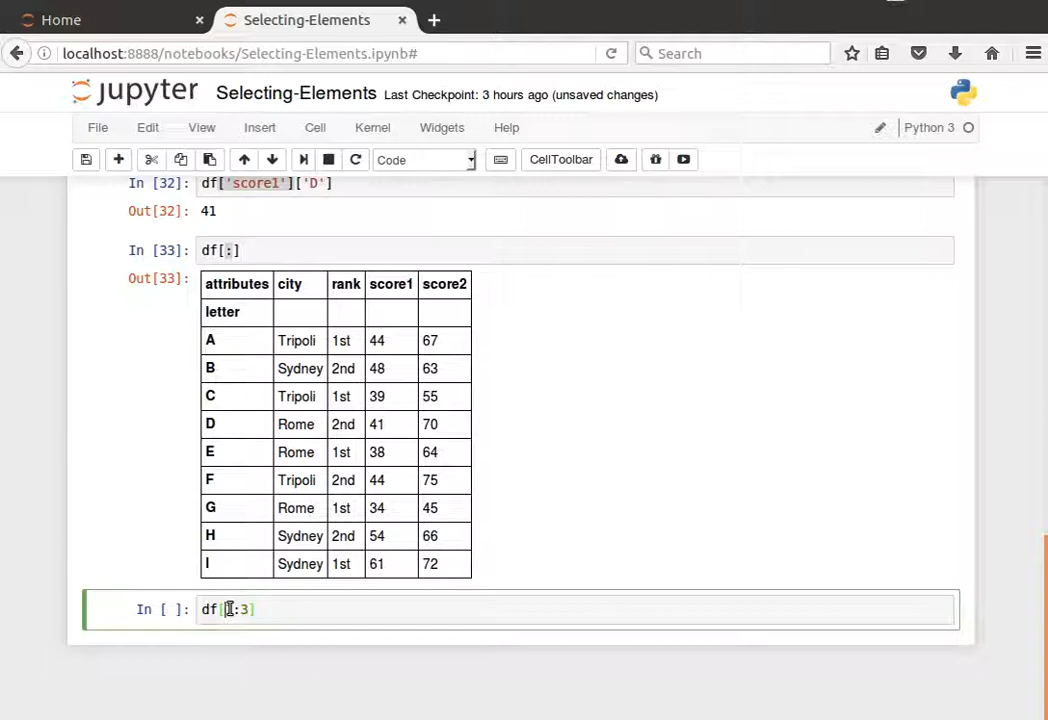 Home × Selecting-Elements × +
localhost:8888/notebooks/Selecting-Elements.ipynb# Search
jupyter Selecting-Elements Last Checkpoint: 3 hours ago (unsaved changes)
File Edit View Insert Cell Kernel Widgets Help Python 3
Code CellToolbar
In [32]: df['score1']['D']
Out[32]: 41
In [33]: df[:]
Out[33]:
attributes city rank score1 score2
letter
A Tripoli 1st 44 67
B Sydney 2nd 48 63
C Tripoli 1st 39 55
D Rome 2nd 41 70
E Rome 1st 38 64
F Tripoli 2nd 44 75
G Rome 1st 34 45
H Sydney 2nd 54 66
I Sydney 1st 61 72
In [ ]: df[ :3]